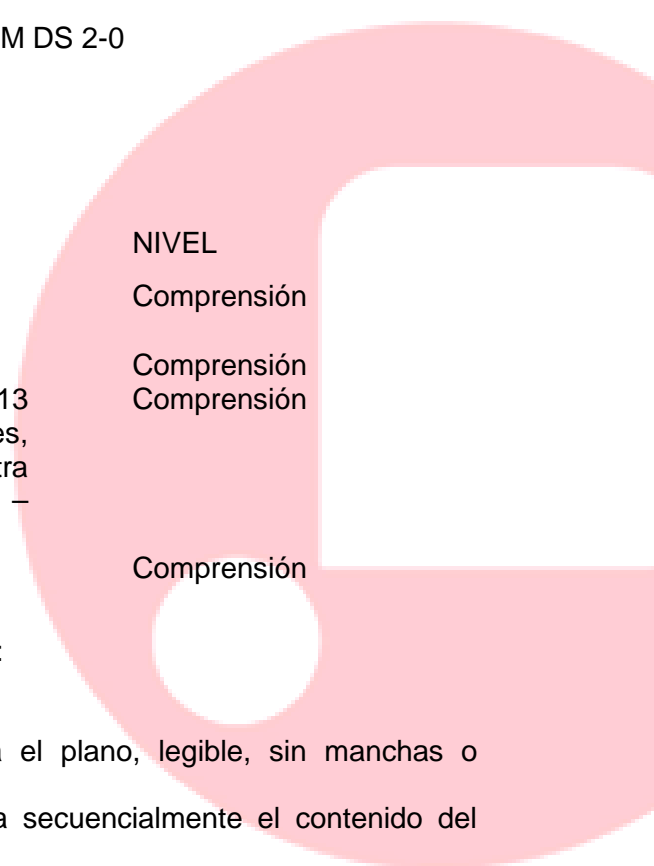 M DS 2-0
NIVEL
Comprensión
Comprensión
13 Comprensión
es,
tra
–
Comprensión
:
a el plano, legible, sin manchas o
a secuencialmente el contenido del